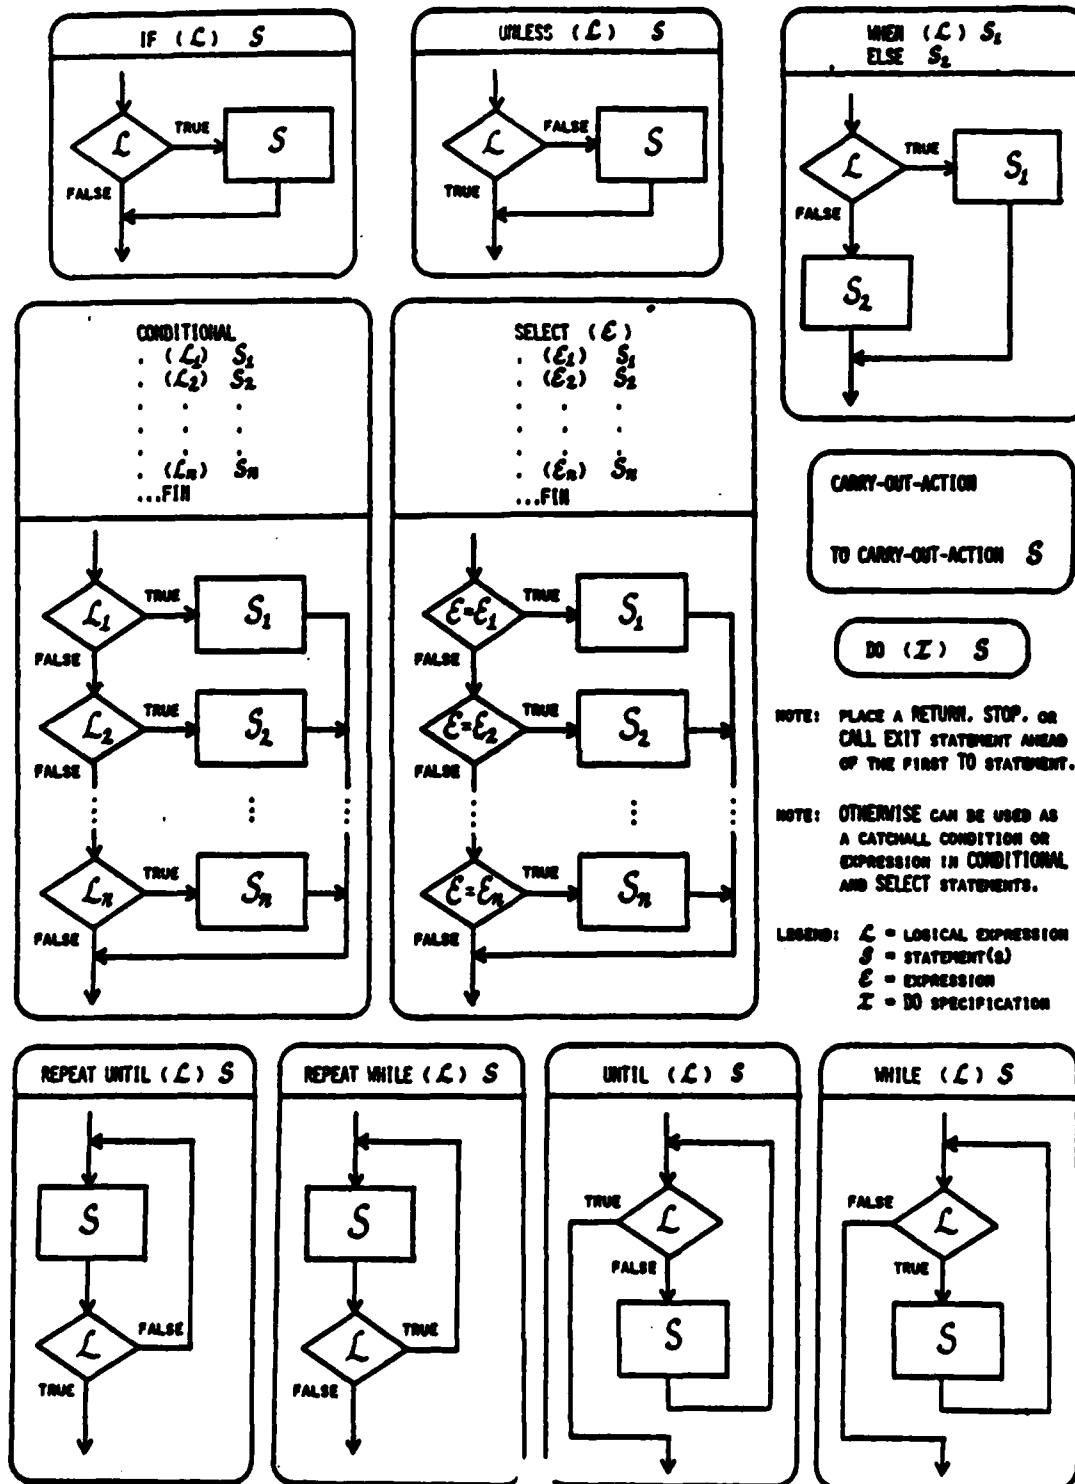 IF (ℒ) S
ℒ
TRUE
S
FALSE
UNLESS (ℒ) S
ℒ
FALSE
S
TRUE
WHEN (ℒ) S₁
ELSE S₂
ℒ
TRUE
S₁
FALSE
S₂
CONDITIONAL
. (ℒ₁) S₁
. (ℒ₂) S₂
. . .
. . .
. . .
. (ℒₙ) Sₙ
...FIN
ℒ₁
TRUE
S₁
FALSE
ℒ₂
TRUE
S₂
FALSE
ℒₙ
TRUE
Sₙ
FALSE
SELECT (ℰ)
. (ℰ₁) S₁
. (ℰ₂) S₂
. . .
. . .
. . .
. (ℰₙ) Sₙ
...FIN
ℰ=ℰ₁
TRUE
S₁
FALSE
ℰ=ℰ₂
TRUE
S₂
FALSE
ℰ=ℰₙ
TRUE
Sₙ
FALSE
CARRY-OUT-ACTION
TO CARRY-OUT-ACTION S
DO (ℐ) S
NOTE: PLACE A RETURN, STOP, OR
CALL EXIT STATEMENT AHEAD
OF THE FIRST TO STATEMENT.
NOTE: OTHERWISE CAN BE USED AS
A CATCHALL CONDITION OR
EXPRESSION IN CONDITIONAL
AND SELECT STATEMENTS.
LEGEND: ℒ = LOGICAL EXPRESSION
S = STATEMENT(S)
ℰ = EXPRESSION
ℐ = DO SPECIFICATION
REPEAT UNTIL (ℒ) S
S
ℒ
FALSE
TRUE
REPEAT WHILE (ℒ) S
S
ℒ
TRUE
FALSE
UNTIL (ℒ) S
TRUE
ℒ
FALSE
S
WHILE (ℒ) S
FALSE
ℒ
TRUE
S